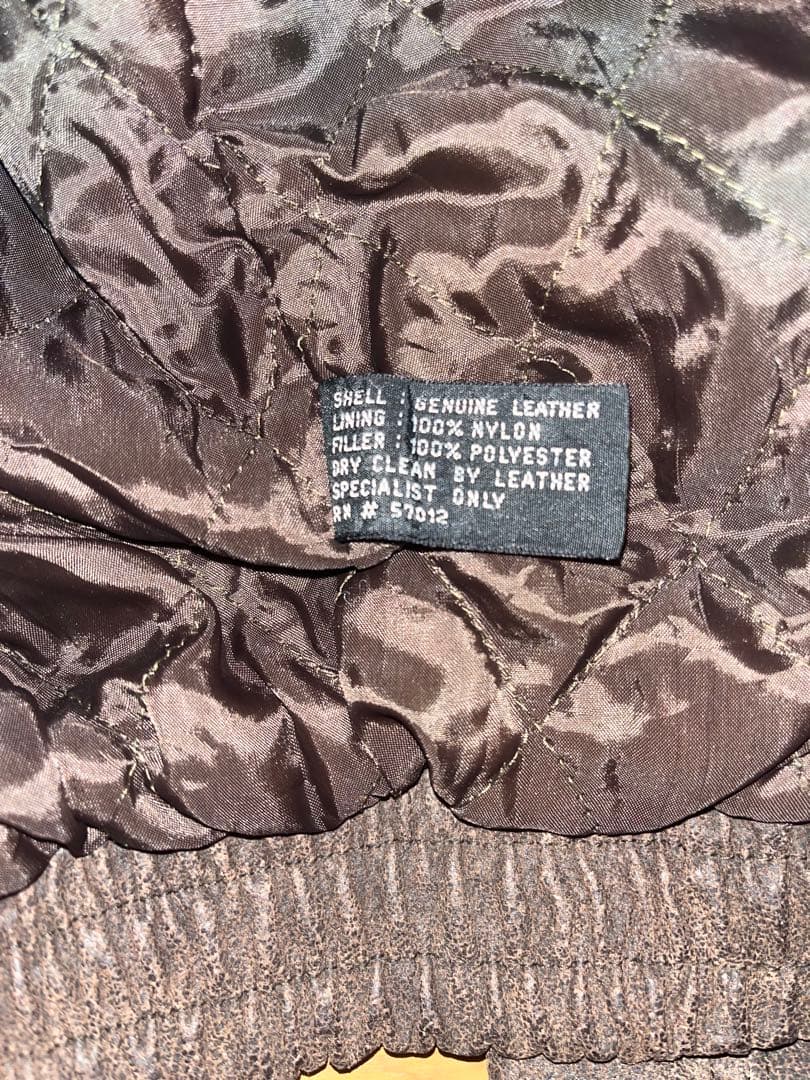 SHELL : GENUINE LEATHER
LINING : 100% NYLON
FILLER : 100% POLYESTER
DRY CLEAN BY LEATHER
SPECIALIST ONLY
RN # 57012